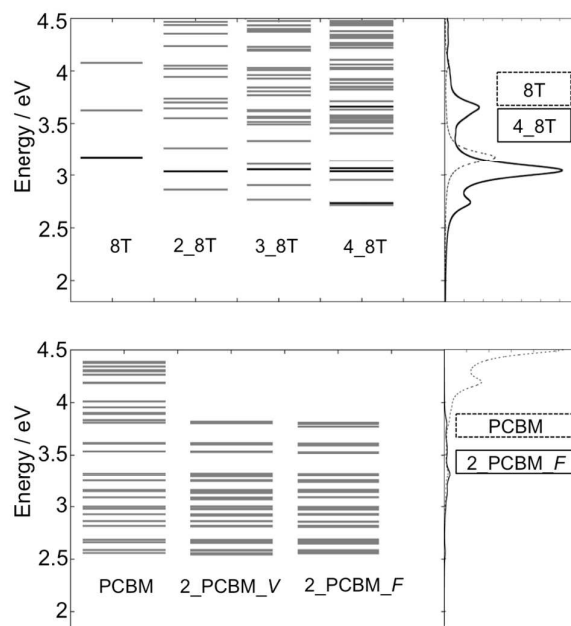 4.5
4
3.5
3
2.5
2
Energy / eV
8T
2_8T
3_8T
4_8T
8T
4_8T
4.5
4
3.5
3
2.5
2
Energy / eV
PCBM
2_PCBM_V
2_PCBM_F
PCBM
2_PCBM_F